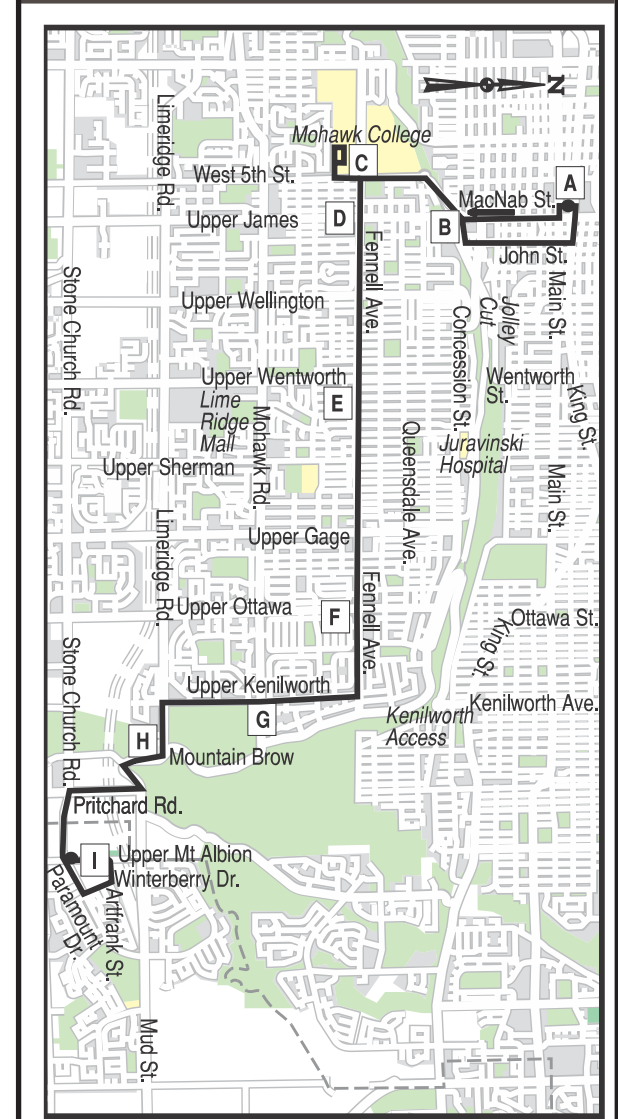 N
Mohawk College
C
A
West 5th St.
MacNab St.
Limeridge Rd.
D
B
Upper James
John St.
Fennell Ave.
Main St.
Stone Church Rd.
Upper Wellington
Jolley
Cut
Concession St.
Upper Wentworth
Wentworth
St.
Lime
Ridge
Mall
E
King St.
Mohawk Rd.
Queensdale Ave.
Juravinski
Hospital
Upper Sherman
Main St.
Limeridge Rd.
Upper Gage
Fennell Ave.
Upper Ottawa
F
Ottawa St.
King St.
Stone Church Rd.
Upper Kenilworth
G
Kenilworth Ave.
Kenilworth
Access
H
Mountain Brow
Pritchard Rd.
I
Upper Mt Albion
Winterberry Dr.
Paramount
Dr.
Artfrank St.
Mud St.